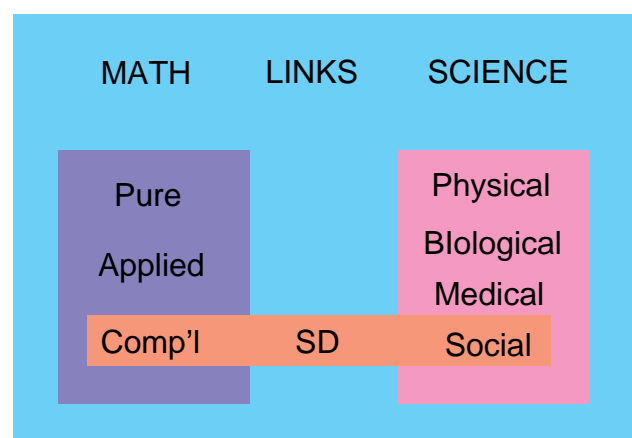 MATH LINKS SCIENCE
Pure
Applied
Physical
BIological
Medical
Comp'l SD Social